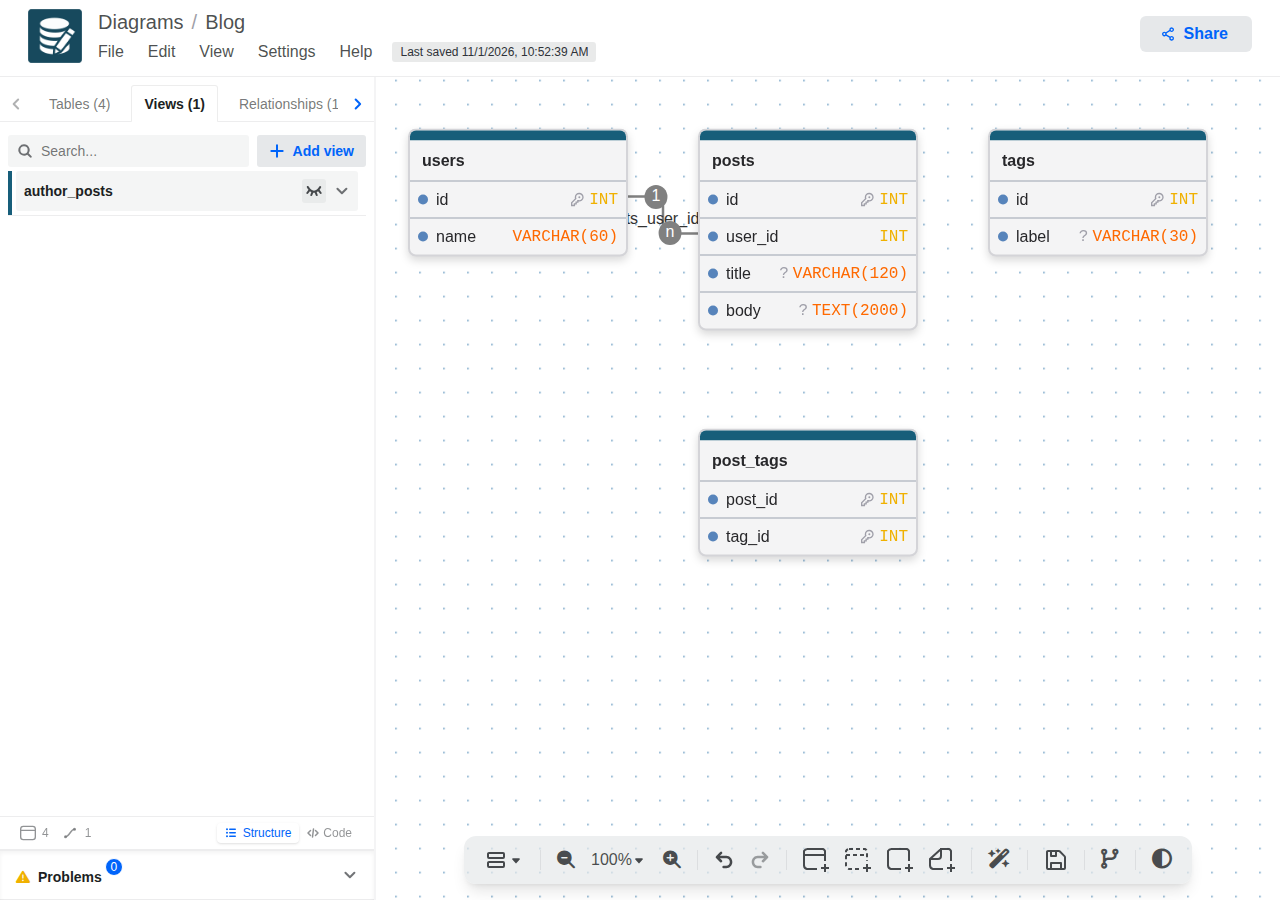 Diagrams / Blog
File Edit View Settings Help Last saved 11/1/2026, 10:52:39 AM
Share
Tables (4) Views (1) Relationships (1
Search... Add view
author_posts
users
id INT
name VARCHAR(60)
1
ts_user_id
n
posts
id INT
user_id INT
title ? VARCHAR(120)
body ? TEXT(2000)
tags
id INT
label ? VARCHAR(30)
post_tags
post_id INT
tag_id INT
4 1 Structure Code
Problems 0
100%